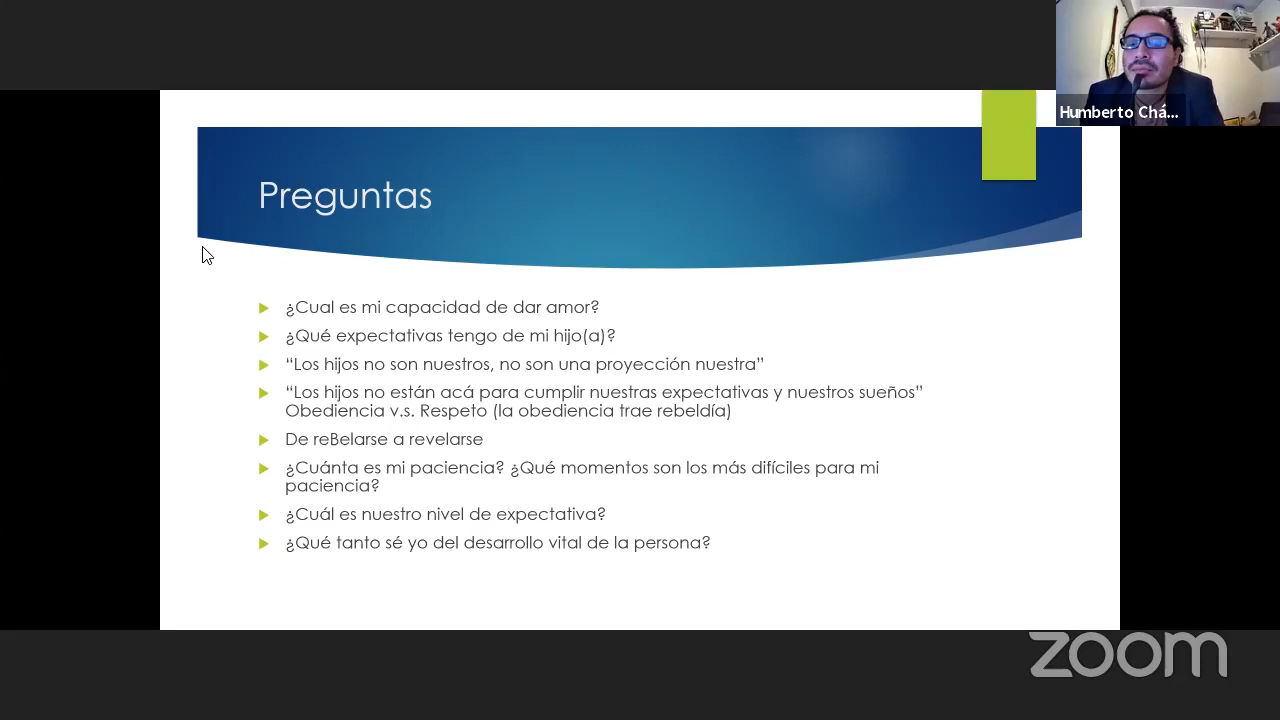 Humberto Chá...
Preguntas
¿Cual es mi capacidad de dar amor?
¿Qué expectativas tengo de mi hijo(a)?
“Los hijos no son nuestros, no son una proyección nuestra”
“Los hijos no están acá para cumplir nuestras expectativas y nuestros sueños”
Obediencia v.s. Respeto (la obediencia trae rebeldía)
De reBelarse a revelarse
¿Cuánta es mi paciencia? ¿Qué momentos son los más difíciles para mi
paciencia?
¿Cuál es nuestro nivel de expectativa?
¿Qué tanto sé yo del desarrollo vital de la persona?
zoom